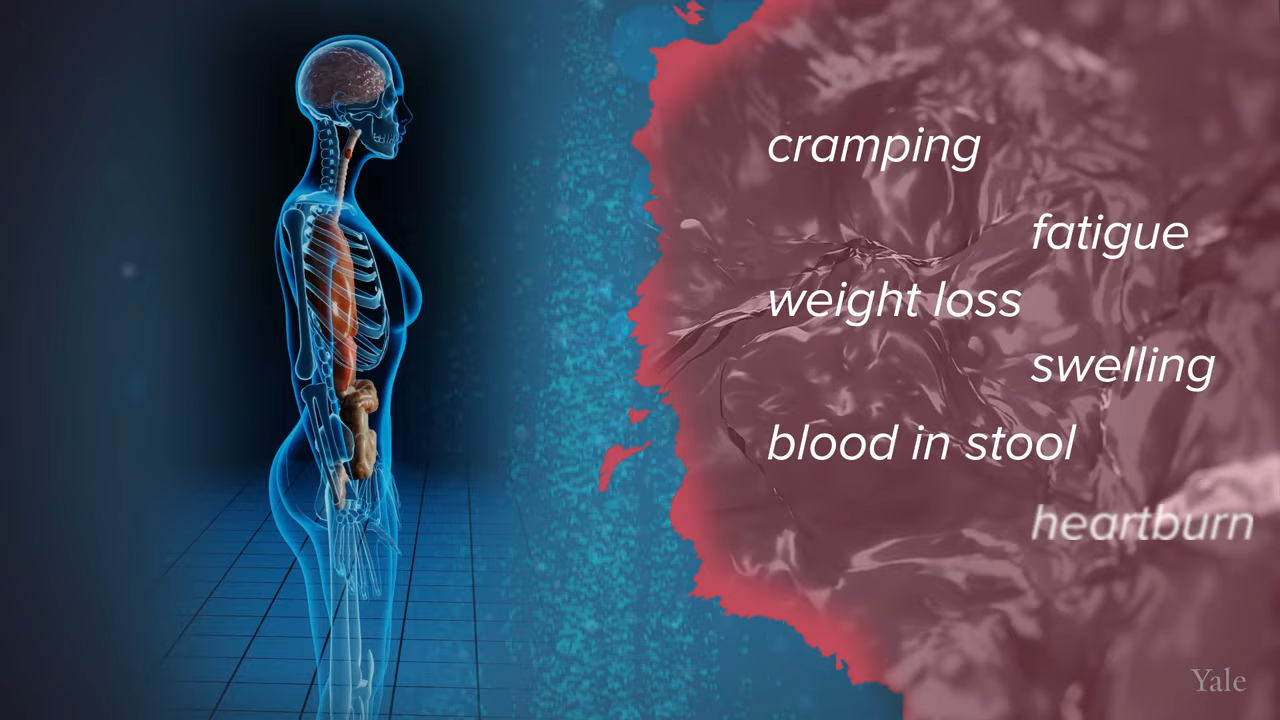 cramping
fatigue
weight loss
swelling
blood in stool
heartburn
Yale